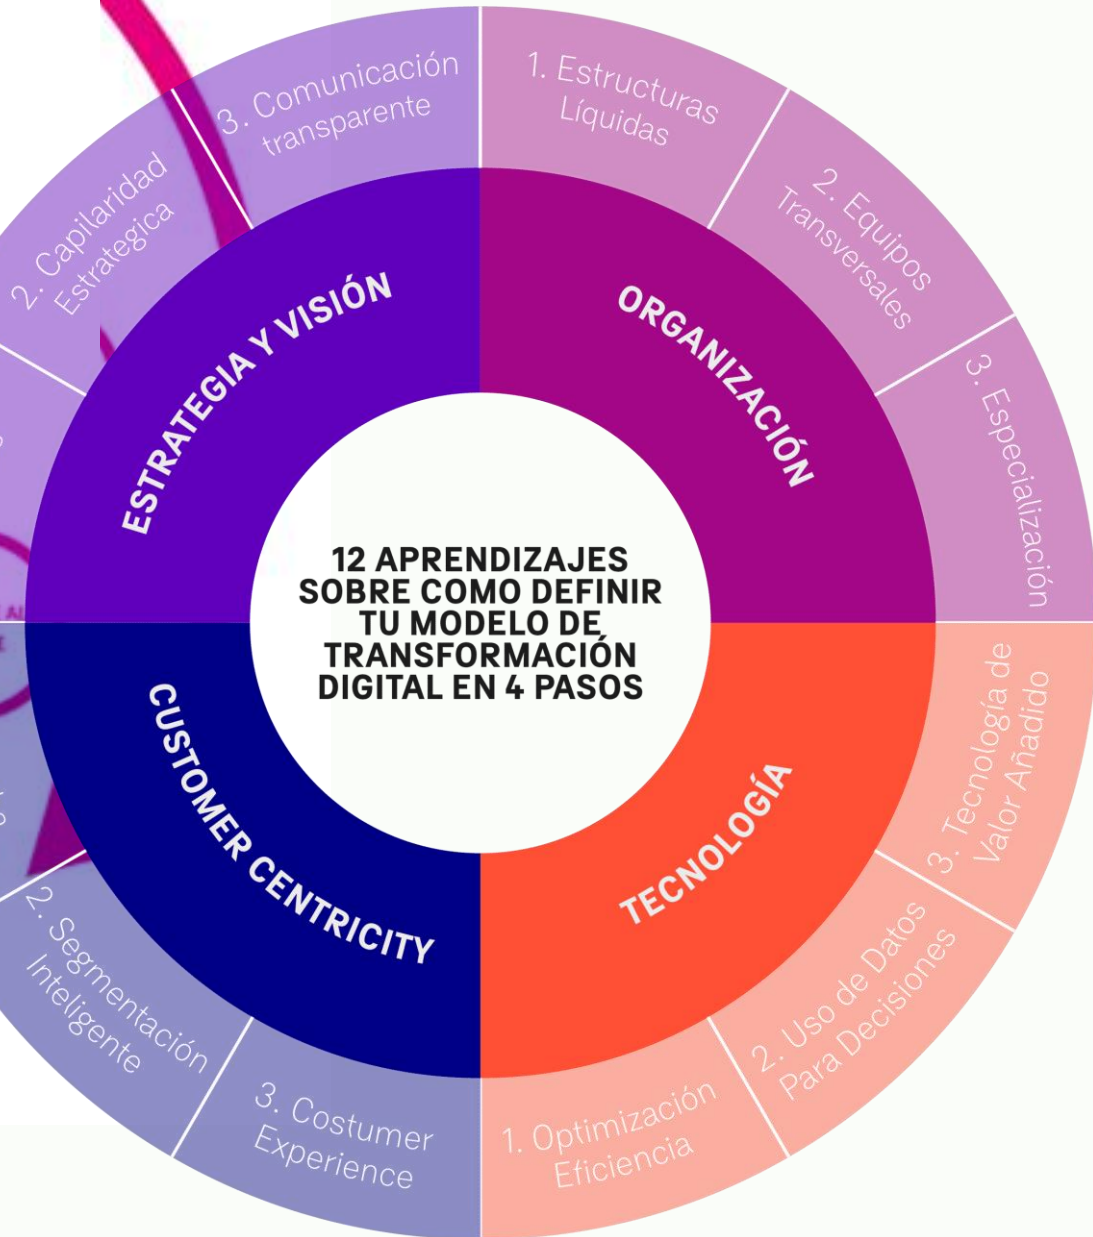 12 APRENDIZAJES
SOBRE COMO DEFINIR
TU MODELO DE
TRANSFORMACIÓN
DIGITAL EN 4 PASOS
ESTRATEGIA Y VISIÓN
2. Capilaridad
Estrategica
3. Comunicación
transparente
ORGANIZACIÓN
1. Estructuras
Líquidas
2. Equipos
Transversales
3. Especialización
TECNOLOGÍA
3. Tecnología de
Valor Añadido
2. Uso de Datos
Para Decisiones
1. Optimización
Eficiencia
CUSTOMER CENTRICITY
3. Costumer
Experience
2. Segmentación
Inteligente